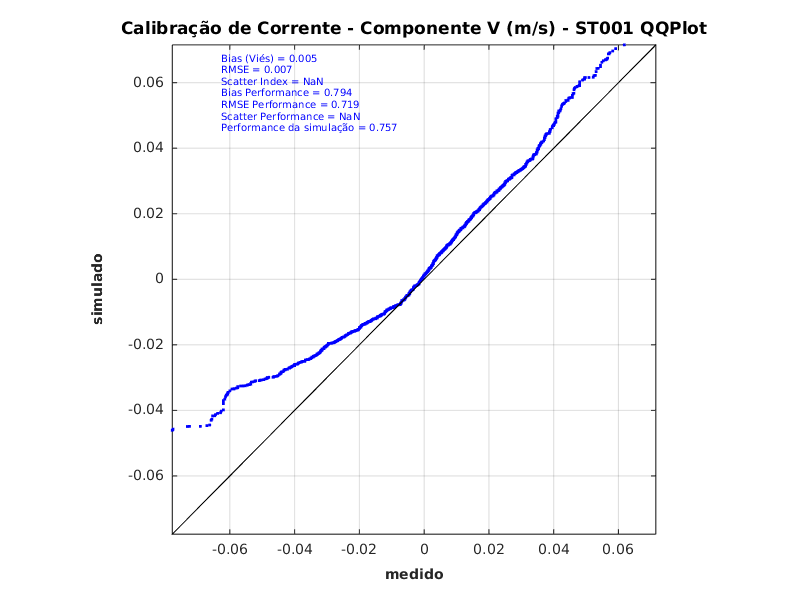 Calibração de Corrente - Componente V (m/s) - ST001 QQPlot
Bias (Viés) = 0.005
RMSE = 0.007
Scatter Index = NaN
Bias Performance = 0.794
RMSE Performance = 0.719
Scatter Performance = NaN
Performance da simulação = 0.757
0.06
0.04
0.02
0
-0.02
-0.04
-0.06
simulado
-0.06 -0.04 -0.02 0 0.02 0.04 0.06
medido